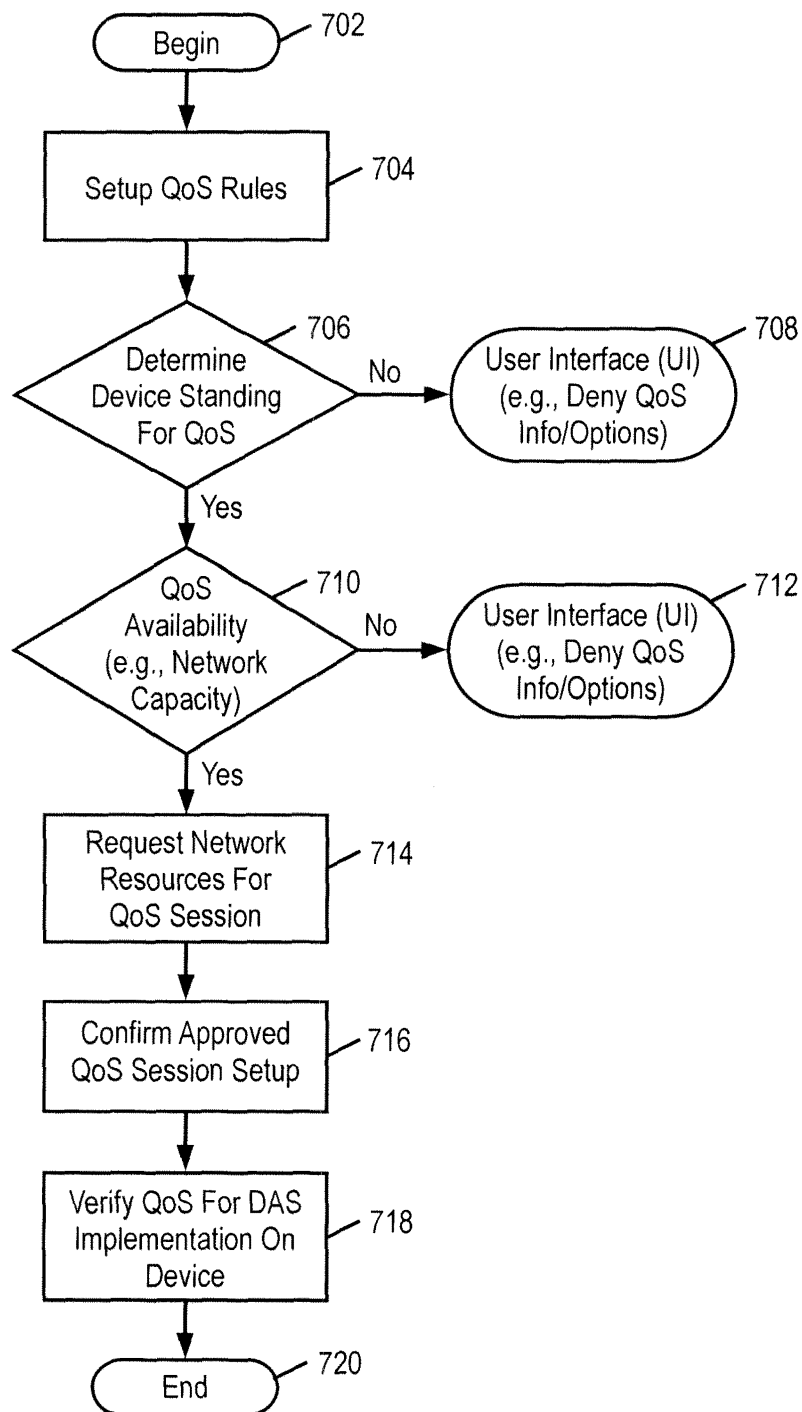 Begin
702
Setup QoS Rules
704
706
Determine
Device Standing
For QoS
No
708
User Interface (UI)
(e.g., Deny QoS
Info/Options)
Yes
710
QoS
Availability
(e.g., Network
Capacity)
No
712
User Interface (UI)
(e.g., Deny QoS
Info/Options)
Yes
Request Network
Resources For
QoS Session
714
Confirm Approved
QoS Session Setup
716
Verify QoS For DAS
Implementation On
Device
718
End
720